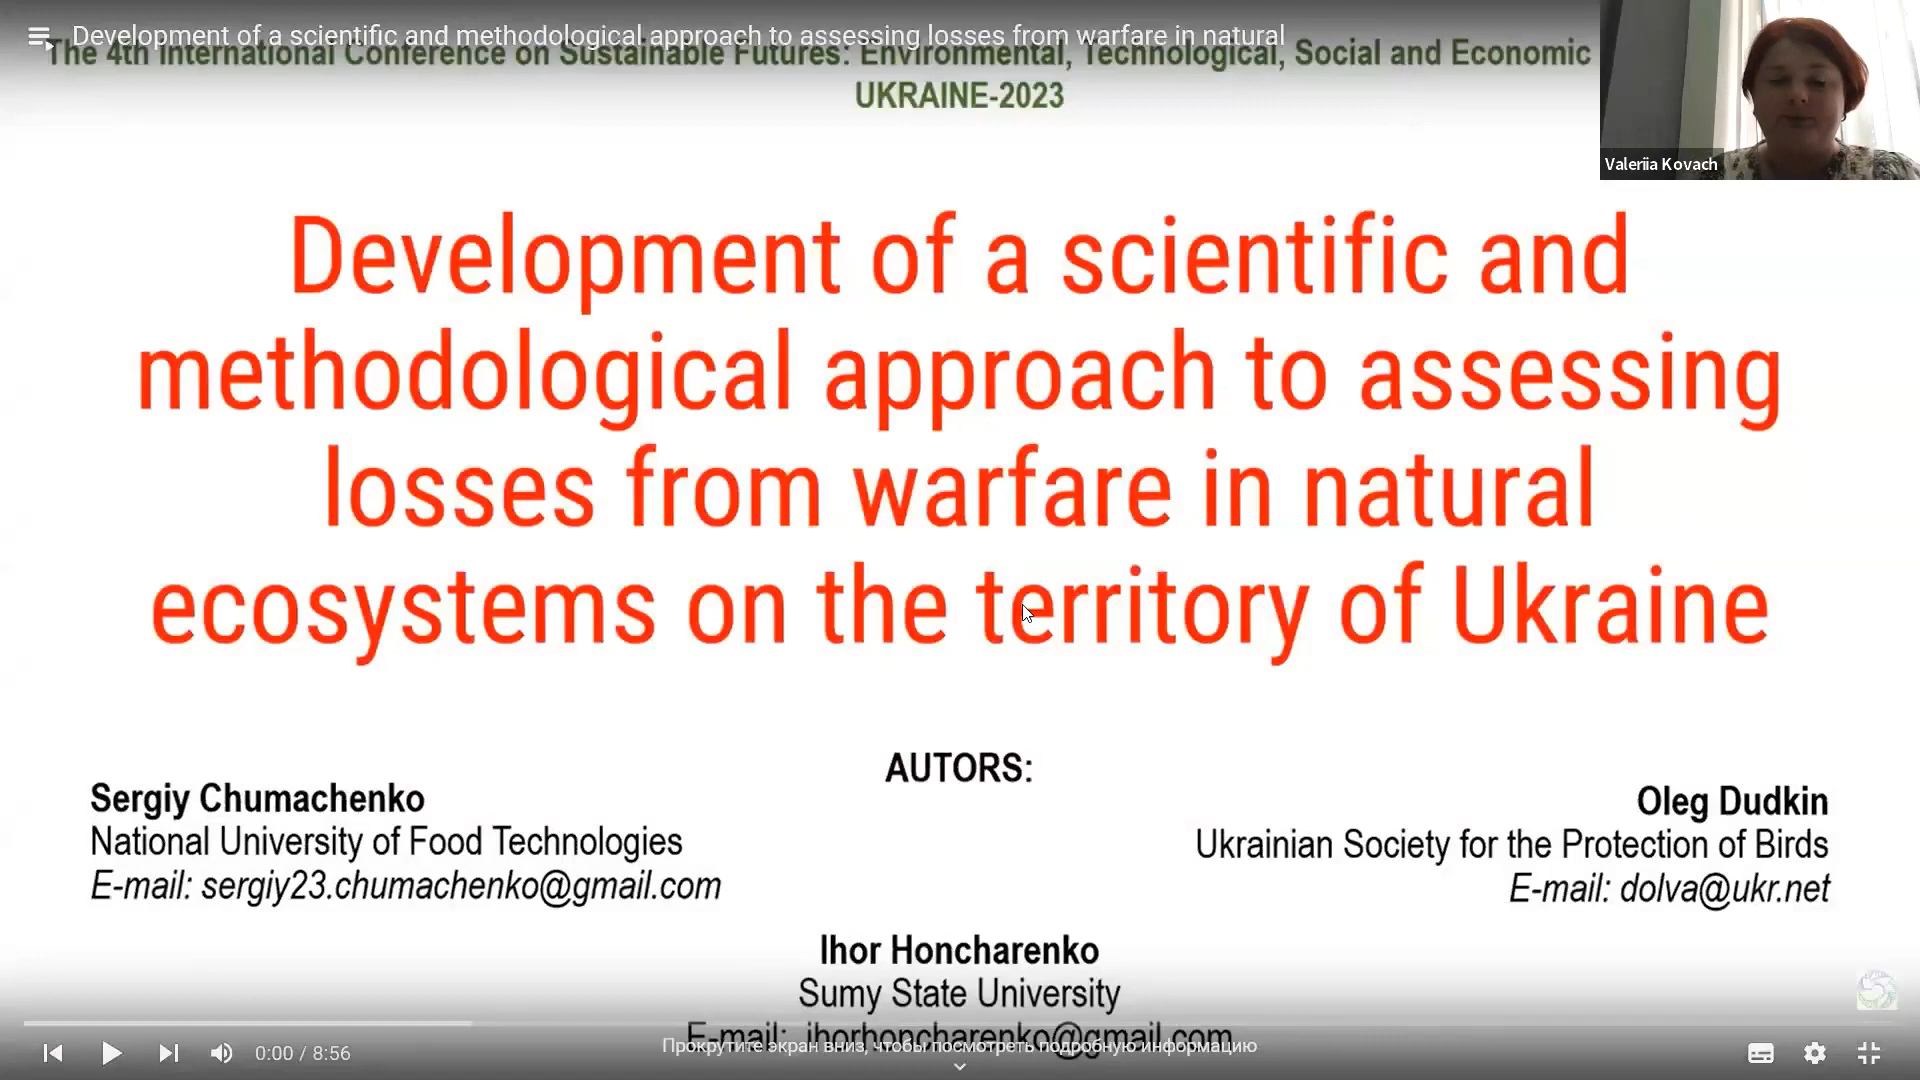 Development of a scientific and methodological approach to assessing losses from warfare in natural
The 4th International Conference on Sustainable Futures: Environmental, Technological, Social and Economic
UKRAINE-2023
Valeriia Kovach
Development of a scientific and
methodological approach to assessing
losses from warfare in natural
ecosystems on the territory of Ukraine
AUTORS:
Sergiy Chumachenko
National University of Food Technologies
E-mail: sergiy23.chumachenko@gmail.com
Oleg Dudkin
Ukrainian Society for the Protection of Birds
E-mail: dolva@ukr.net
Ihor Honcharenko
Sumy State University
E-mail: ihorhoncharenko@gmail.com
Прокрутите экран вниз, чтобы посмотреть подробную информацию
0:00 / 8:56